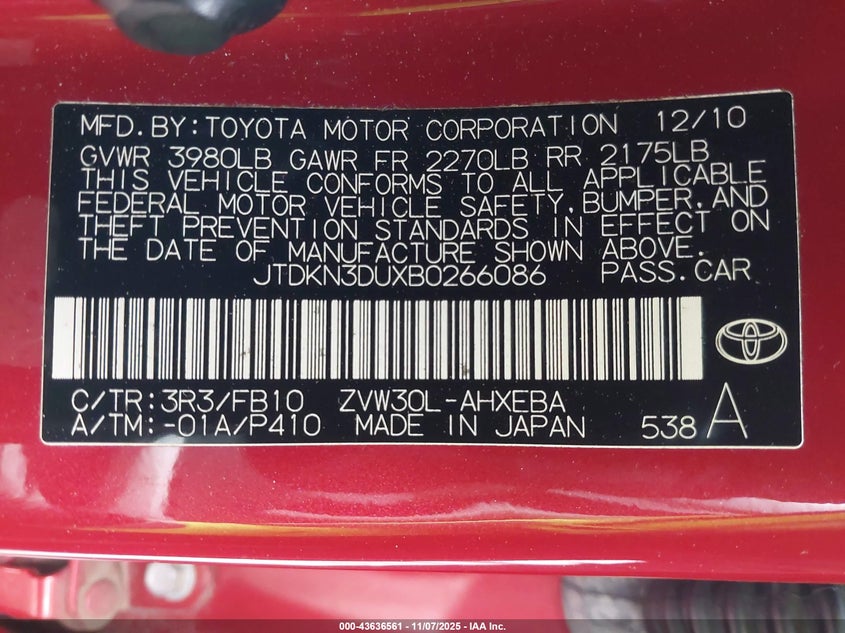 MFD.BY:TOYOTA MOTOR CORPORATION 12/10
GVWR 3980LB GAWR FR 2270LB RR 2175LB
THIS VEHICLE CONFORMS TO ALL APPLICABLE
FEDERAL MOTOR VEHICLE SAFETY,BUMPER,AND
THEFT PREVENTION STANDARDS IN EFFECT ON
THE DATE OF MANUFACTURE SHOWN ABOVE.
JTDKN3DUXB0266086 PASS.CAR
C/TR:3R3/FB10 ZVW30L-AHXEBA
A/TM:-01A/P410 MADE IN JAPAN 538 A
000-43636561 | 11/07/2025 - IAA Inc.